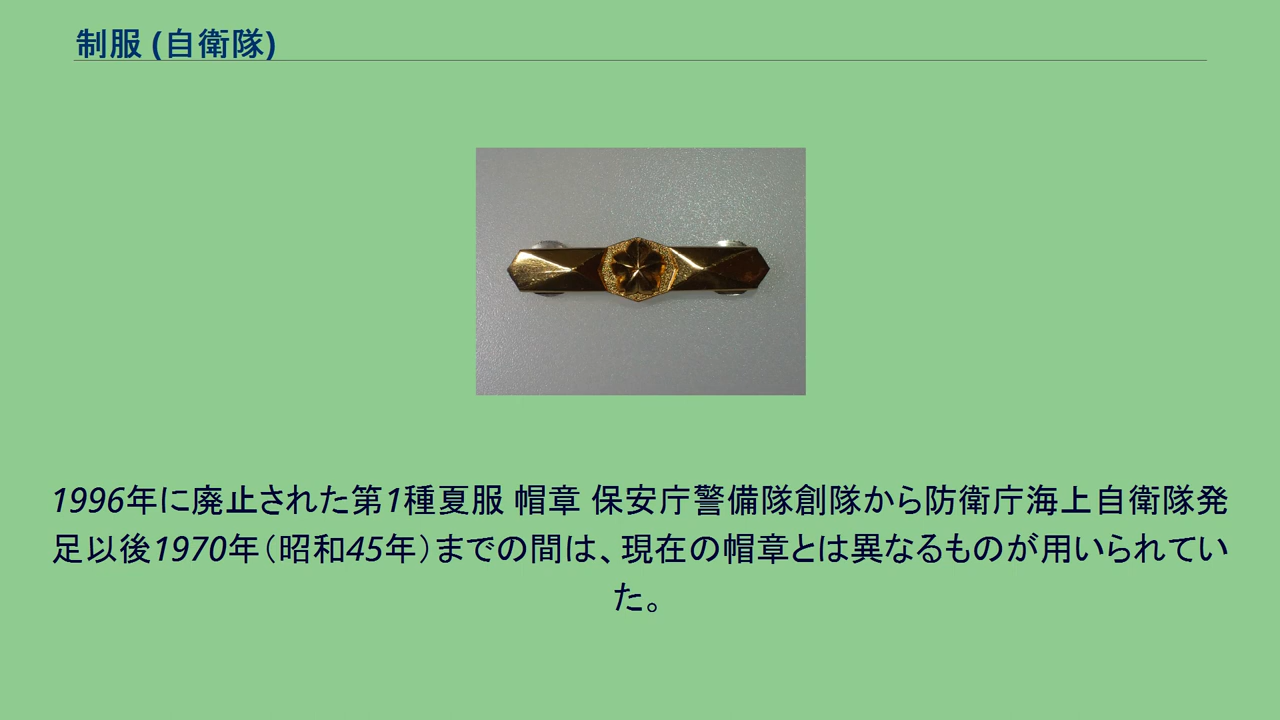 制服 (自衛隊)
1996年に廃止された第1種夏服 帽章 保安庁警備隊創隊から防衛庁海上自衛隊発
足以後1970年（昭和45年）までの間は、現在の帽章とは異なるものが用いられてい
た。